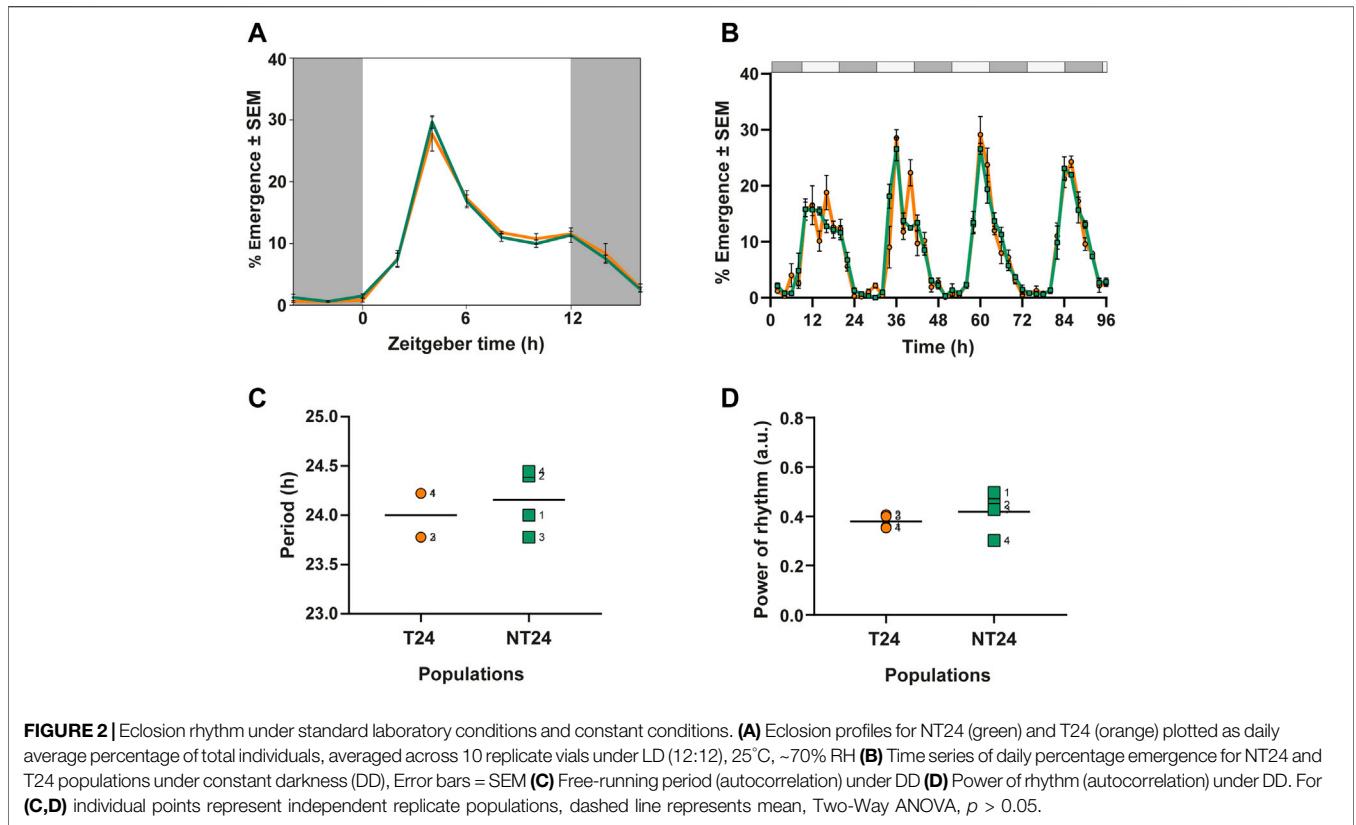 A
B
40
30
20
10
0
% Emergence ± SEM
0
6
12
Zeitgeber time (h)
40
30
20
10
0
% Emergence ± SEM
0
12
24
36
48
60
72
84
96
Time (h)
C
D
25.0
24.5
24.0
23.5
23.0
Period (h)
4
2
1
3
T24
NT24
Populations
0.8
0.6
0.4
0.2
0.0
Power of rhythm (a.u.)
4
1
2
3
4
T24
NT24
Populations
FIGURE 2 | Eclosion rhythm under standard laboratory conditions and constant conditions. (A) Eclosion profiles for NT24 (green) and T24 (orange) plotted as daily
average percentage of total individuals, averaged across 10 replicate vials under LD (12:12), 25°C, ~70% RH (B) Time series of daily percentage emergence for NT24 and
T24 populations under constant darkness (DD), Error bars = SEM (C) Free-running period (autocorrelation) under DD (D) Power of rhythm (autocorrelation) under DD. For
(C,D) individual points represent independent replicate populations, dashed line represents mean, Two-Way ANOVA, p > 0.05.